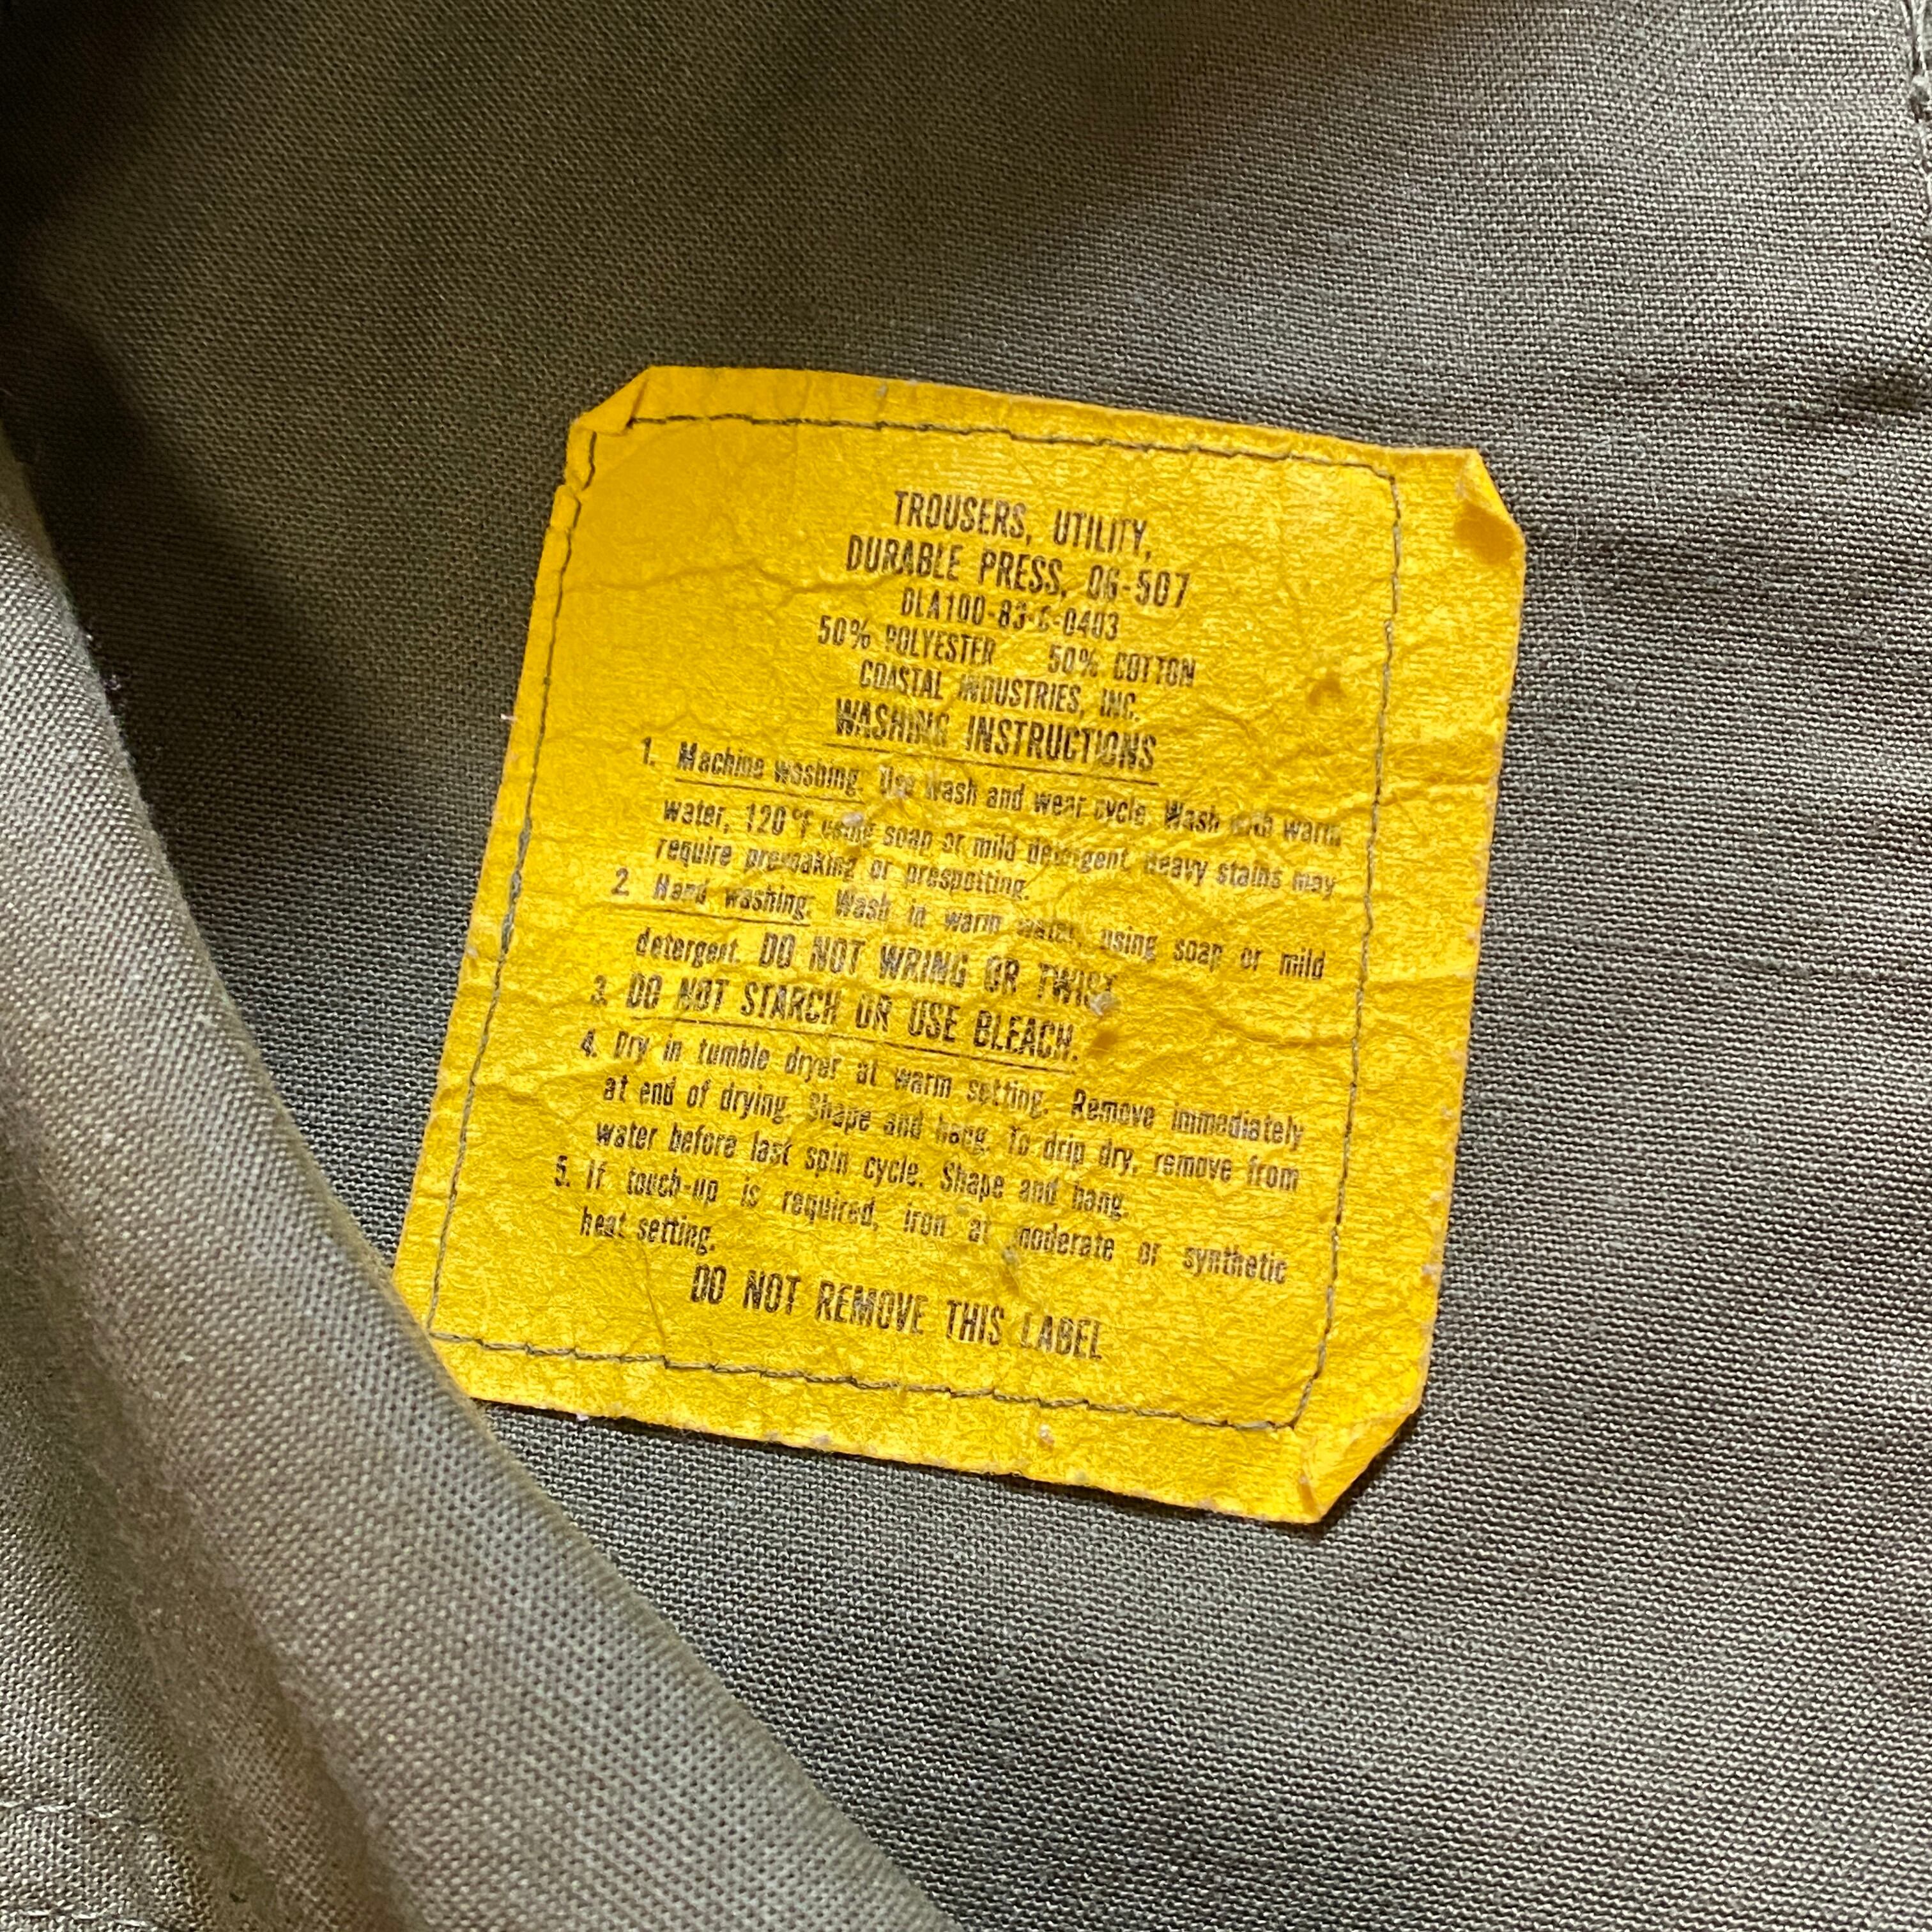 TROUSERS, UTILITY,
DURABLE PRESS, OG-507
DLA100-83-C-0403
50% POLYESTER 50% COTTON
COASTAL INDUSTRIES, INC.
WASHING INSTRUCTIONS
1. Machine washing. Use wash and wear cycle. Wash with warm
water, 120°F using soap or mild detergent. Heavy stains may
require presoaking or prespotting.
2. Hand washing: Wash in warm water, using soap or mild
detergent. DO NOT WRING OR TWIST
3. DO NOT STARCH OR USE BLEACH.
4. Dry in tumble dryer at warm setting. Remove immediately
at end of drying. Shape and hang. To drip dry, remove from
water before last spin cycle. Shape and hang.
5. If touch-up is required, iron at moderate or synthetic
heat setting.
DO NOT REMOVE THIS LABEL